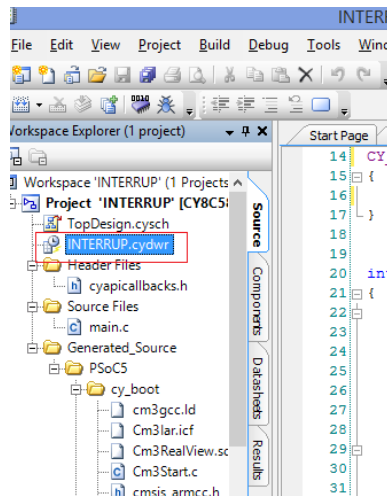 INTERR
File Edit View Project Build Debug Tools Wind
Workspace Explorer (1 project)
Start Page
Workspace 'INTERRUP' (1 Projects
Project 'INTERRUP' [CY8C58
TopDesign.cysch
INTERRUP.cydwr
Header Files
cyapicallbacks.h
Source Files
main.c
Generated_Source
PSoC5
cy_boot
cm3gcc.ld
Cm3Iar.icf
Cm3RealView.sc
Cm3Start.c
cmsis_armcc.h
Source
Components
Datasheets
Results
14 CY_
15 {
16
17 }
18
19
20 int
21 {
22
23
24
25
26
27
28
29
30
31